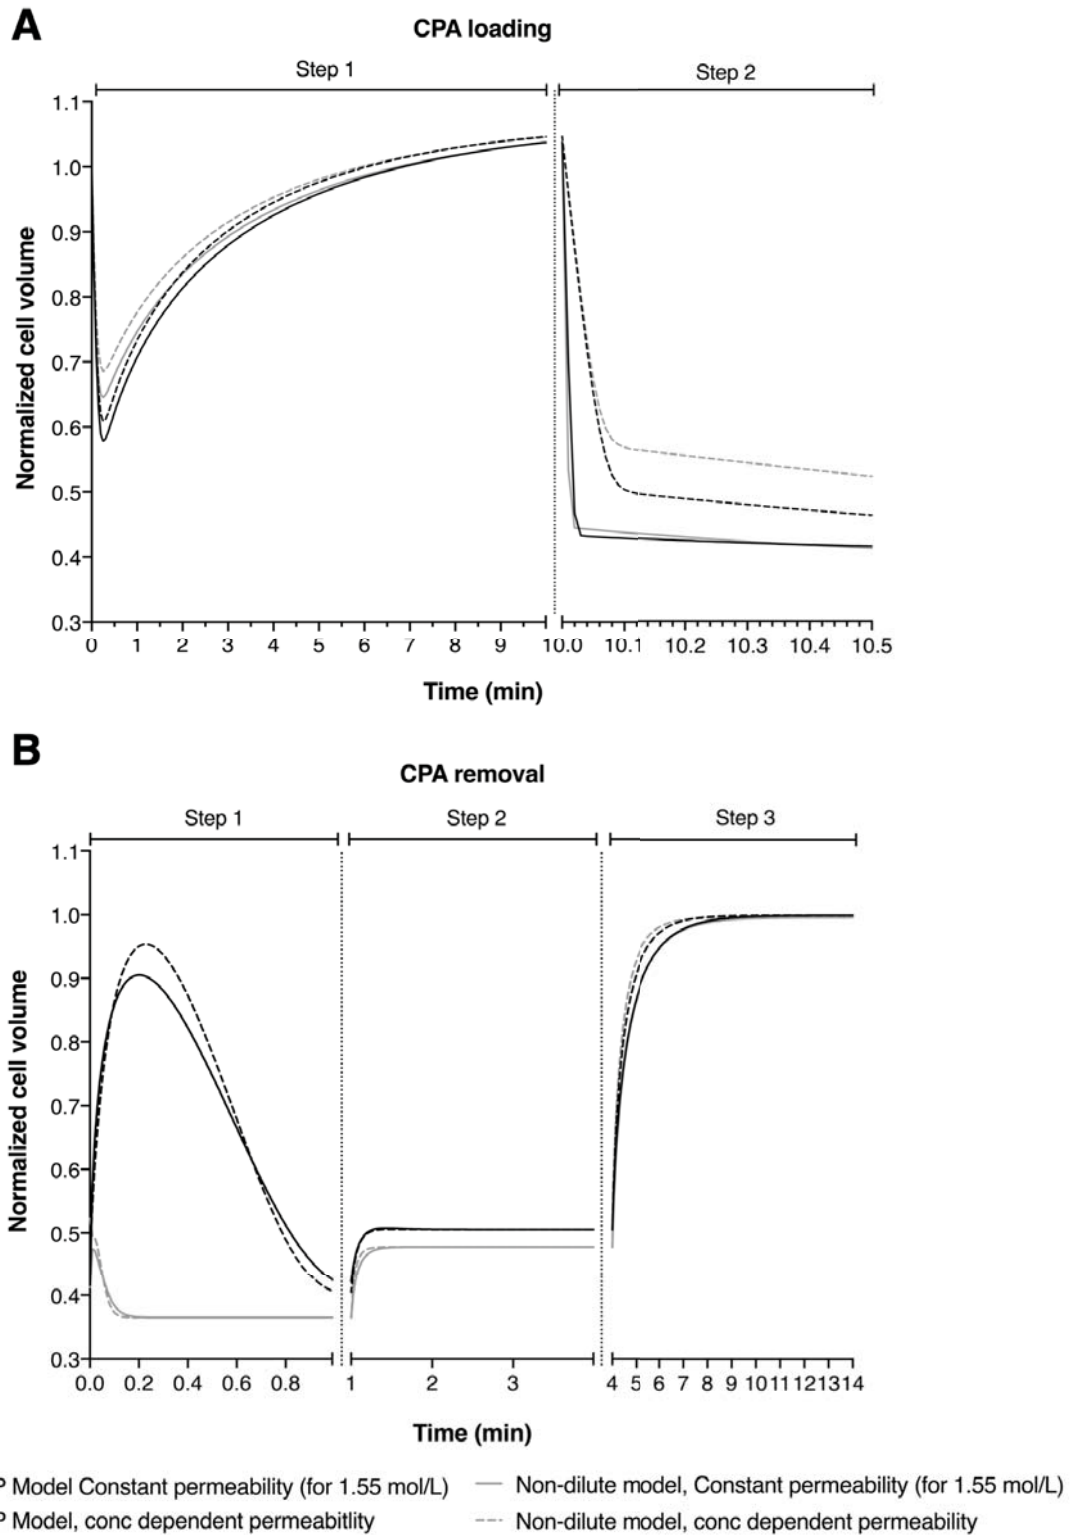 A
CPA loading
Step 1
Step 2
Normalized cell volume
1.1
1.0
0.9
0.8
0.7
0.6
0.5
0.4
0.3
0 1 2 3 4 5 6 7 8 9 10.0 10.1 10.2 10.3 10.4 10.5
Time (min)
B
CPA removal
Step 1
Step 2
Step 3
Normalized cell volume
1.1
1.0
0.9
0.8
0.7
0.6
0.5
0.4
0.3
0.0 0.2 0.4 0.6 0.8 1 2 3 4 5 6 7 8 9 10 11 12 13 14
Time (min)
P Model Constant permeability (for 1.55 mol/L)
Non-dilute model, Constant permeability (for 1.55 mol/L)
P Model, conc dependent permeabitlity
Non-dilute model, conc dependent permeability